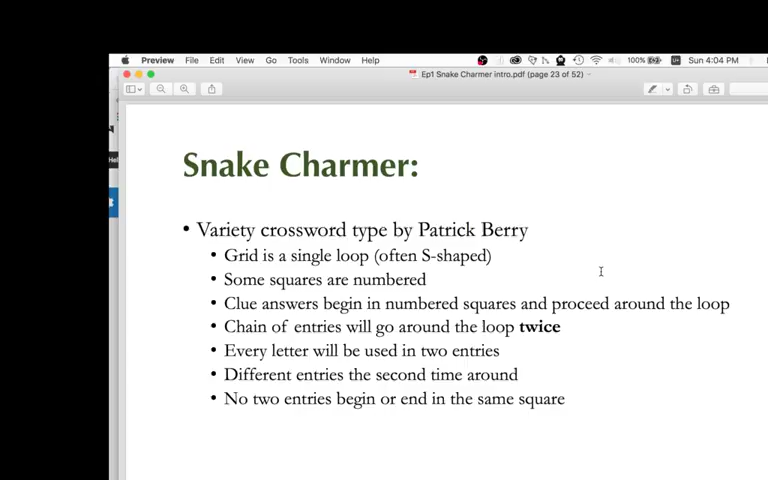 Preview File Edit View Go Tools Window Help 100% Sun 4:04 PM
Ep1 Snake Charmer intro.pdf (page 23 of 52)
Snake Charmer:
• Variety crossword type by Patrick Berry
• Grid is a single loop (often S-shaped)
• Some squares are numbered
• Clue answers begin in numbered squares and proceed around the loop
• Chain of entries will go around the loop twice
• Every letter will be used in two entries
• Different entries the second time around
• No two entries begin or end in the same square